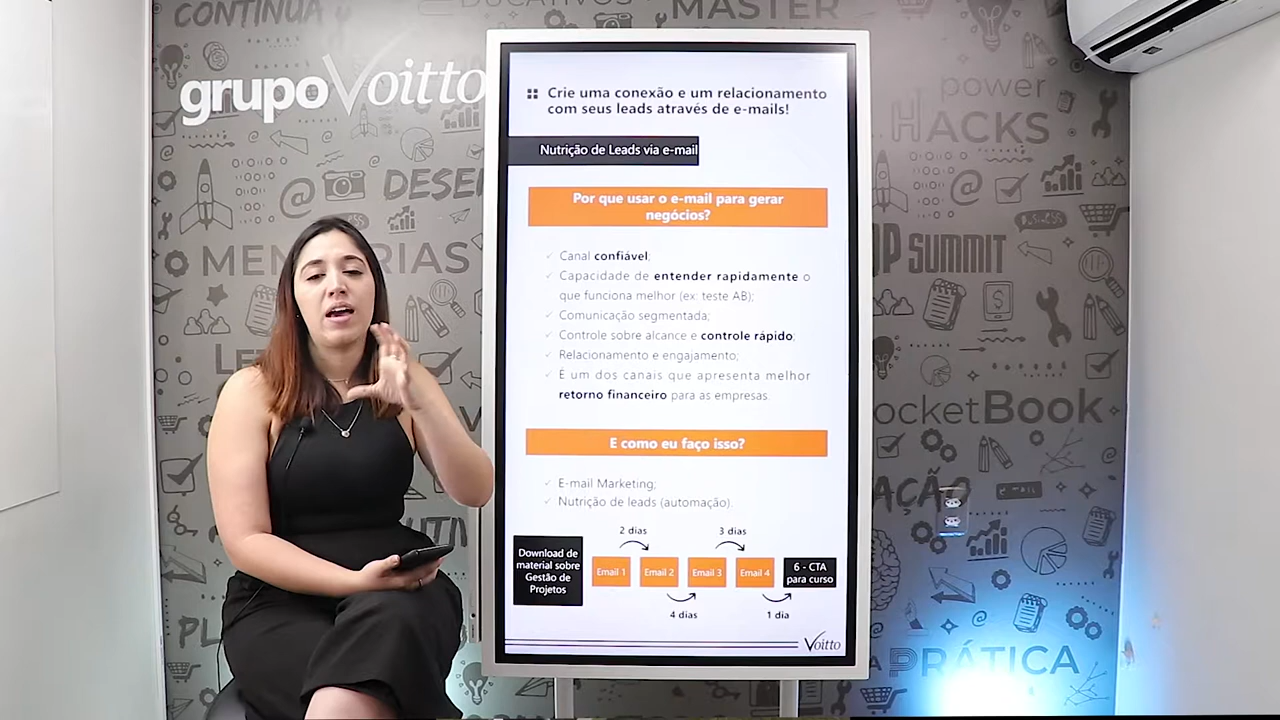 CONTÍNUA
MASTER
grupo Voitto
power
HACKS
DESE
SUMMIT
ocketBook
AÇÃO
e-mail
PRÁTICA
Crie uma conexão e um relacionamento
com seus leads através de e-mails!
Nutrição de Leads via e-mail
Por que usar o e-mail para gerar
negócios?
Canal confiável;
Capacidade de entender rapidamente o
que funciona melhor (ex: teste AB);
Comunicação segmentada;
Controle sobre alcance e controle rápido;
Relacionamento e engajamento;
É um dos canais que apresenta melhor
retorno financeiro para as empresas.
E como eu faço isso?
E-mail Marketing;
Nutrição de leads (automação).
2 dias
3 dias
Download de
material sobre
Gestão de
Projetos
Email 1
Email 2
Email 3
Email 4
6 - CTA
para curso
4 dias
1 dia
Voitto